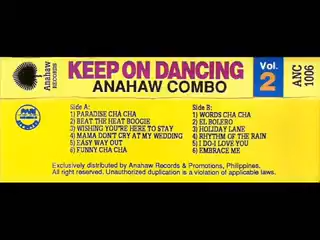 Anahaw
RECORDS
KEEP ON DANCING
ANAHAW COMBO
Vol.
2
ANC
1006
Side A:
1) PARADISE CHA CHA
2) BEAT THE HEAT BOOGIE
3) WISHING YOU'RE HERE TO STAY
4) MAMA DON'T CRY AT MY WEDDING
5) EASY WAY OUT
6) FUNNY CHA CHA
Side B:
1) WORDS CHA CHA
2) EL BOLERO
3) HOLIDAY LANE
4) RHYTHM OF THE RAIN
5) I DO-I LOVE YOU
6) EMBRACE ME
Exclusively distributed by Anahaw Records & Promotions, Philippines.
All right reserved. Unauthorized duplication is a violation of applicable laws.